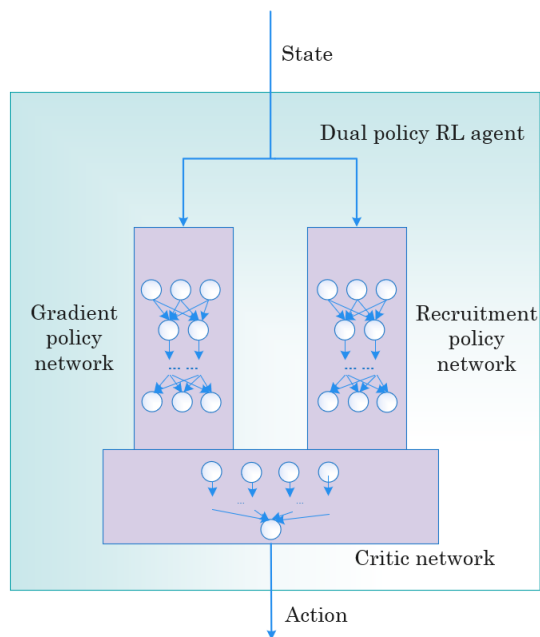 State
Dual policy RL agent
Gradient
policy
network
Recruitment
policy
network
... ...
... ...
... ...
Critic network
Action